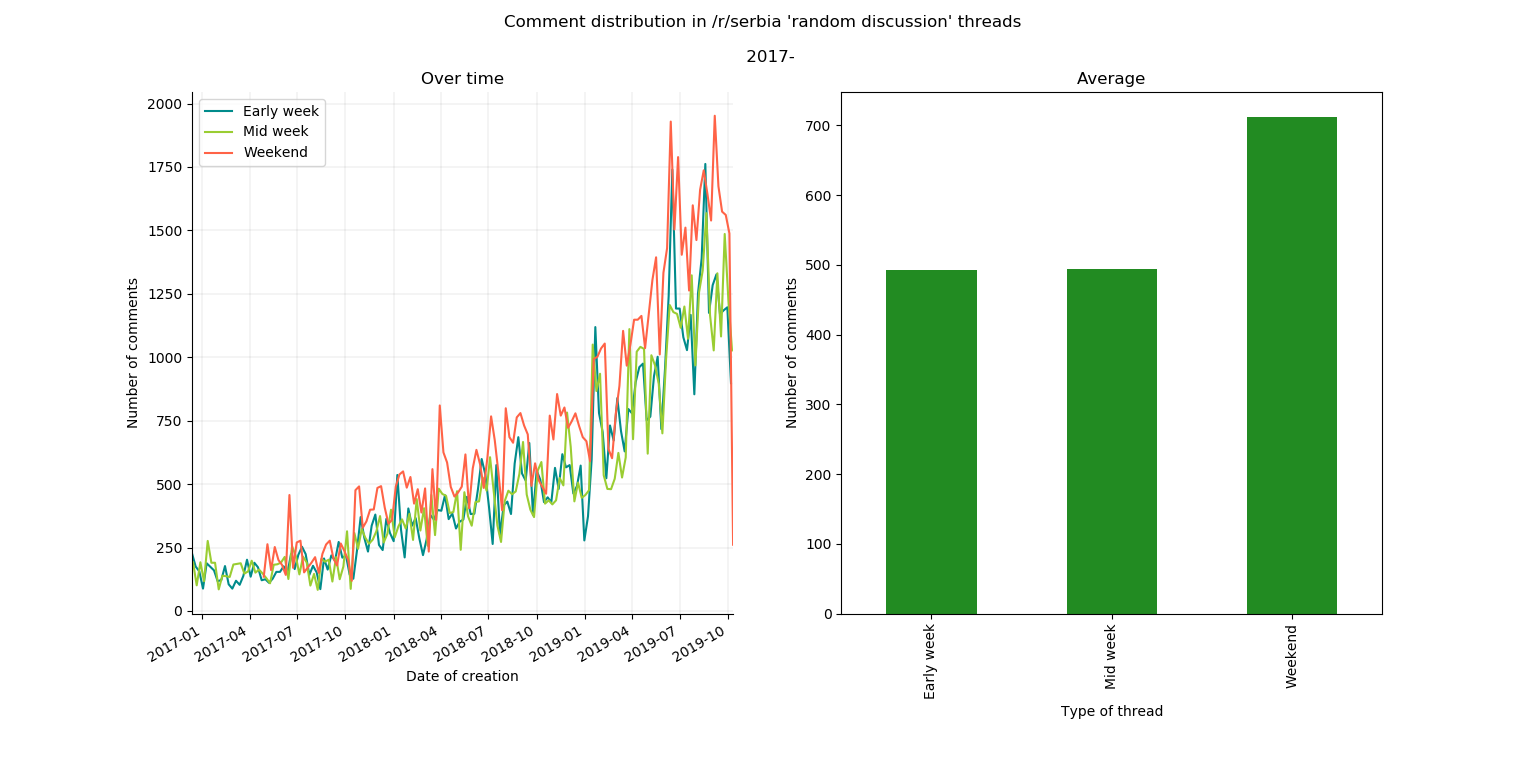 Comment distribution in /r/serbia 'random discussion' threads
2017-
Over time
2000
1750
1500
1250
1000
750
500
250
0
Number of comments
Early week
Mid week
Weekend
2017-01
2017-04
2017-07
2017-10
2018-01
2018-04
2018-07
2018-10
2019-01
2019-04
2019-07
2019-10
Date of creation
Average
700
600
500
400
300
200
100
0
Number of comments
Early week
Mid week
Weekend
Type of thread